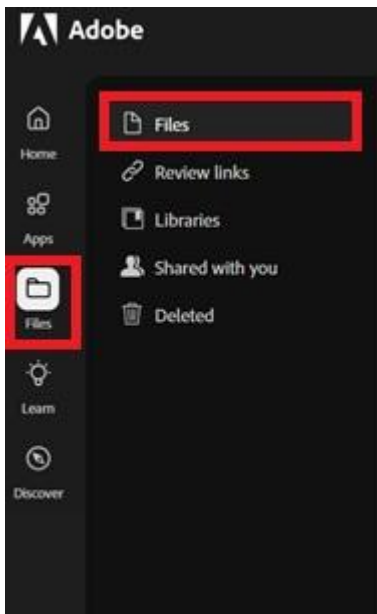 Adobe
Home
Apps
Files
Learn
Discover
Files
Review links
Libraries
Shared with you
Deleted